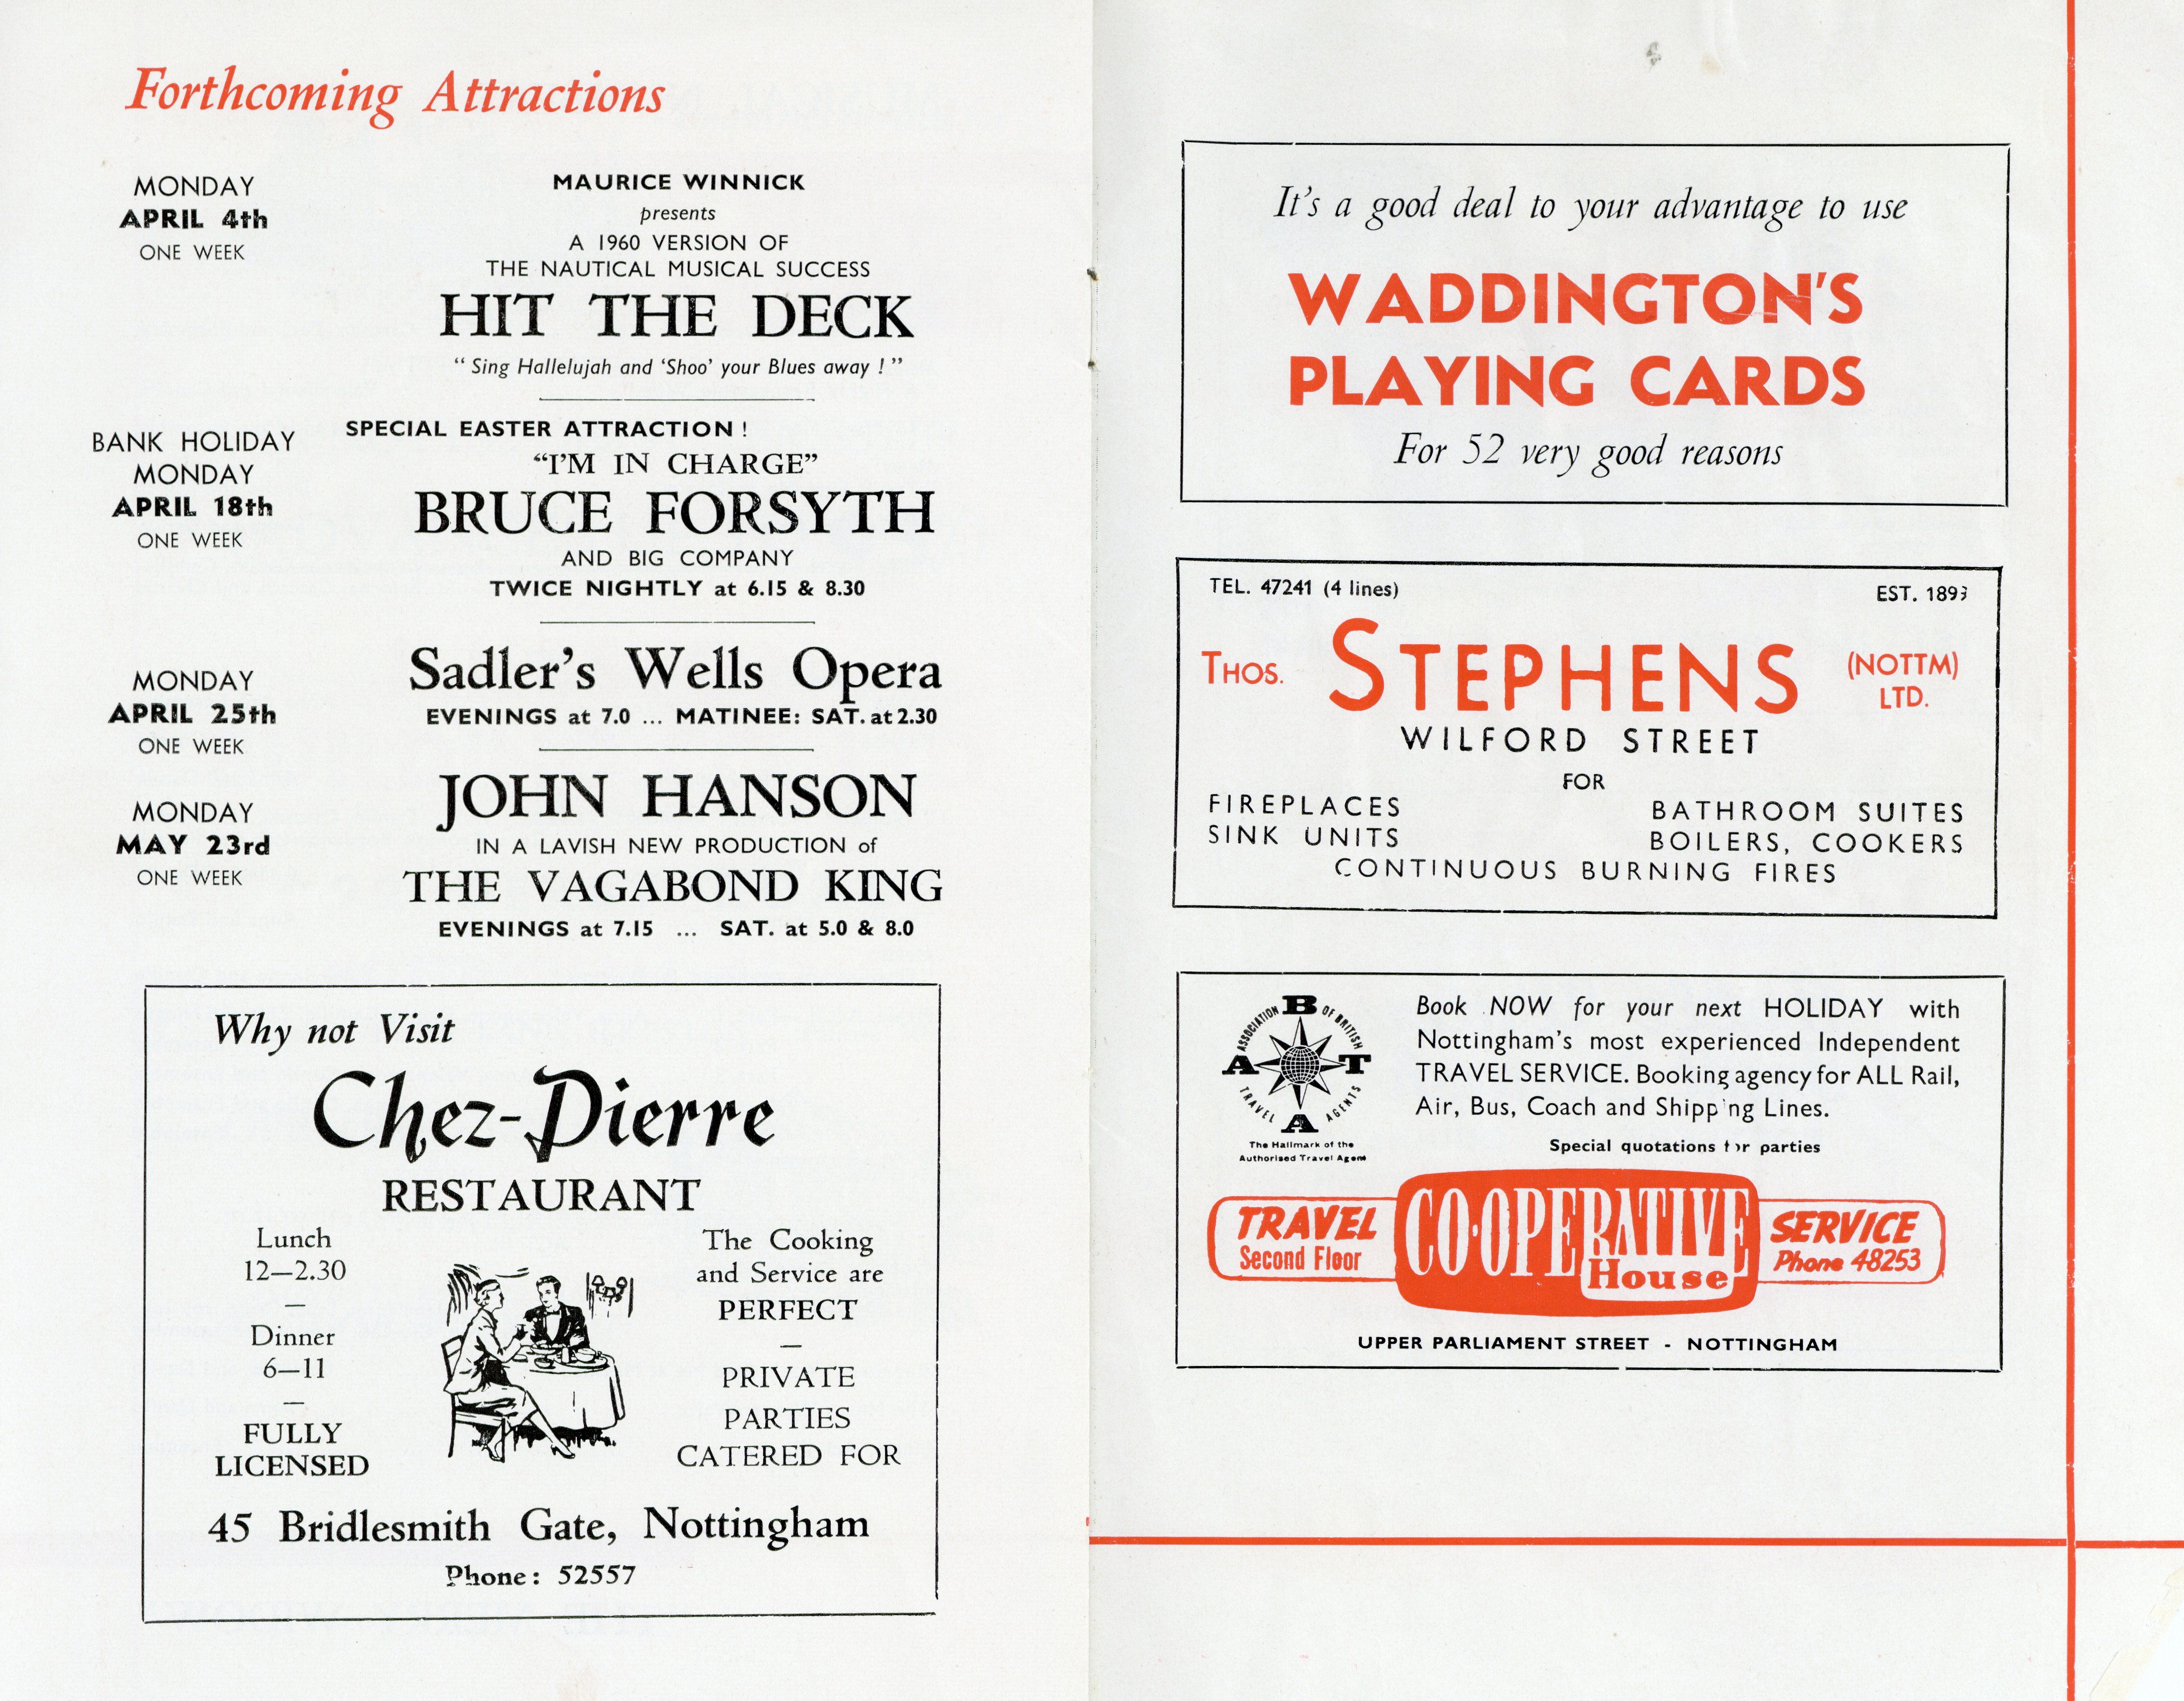 Forthcoming Attractions
MONDAY
APRIL 4th
ONE WEEK
MAURICE WINNICK
presents
A 1960 VERSION OF
THE NAUTICAL MUSICAL SUCCESS
HIT THE DECK
“Sing Hallelujah and ‘Shoo’ your Blues away !”
BANK HOLIDAY
MONDAY
APRIL 18th
ONE WEEK
SPECIAL EASTER ATTRACTION !
“I'M IN CHARGE”
BRUCE FORSYTH
AND BIG COMPANY
TWICE NIGHTLY at 6.15 & 8.30
MONDAY
APRIL 25th
ONE WEEK
Sadler's Wells Opera
EVENINGS at 7.0 ... MATINEE: SAT. at 2.30
MONDAY
MAY 23rd
ONE WEEK
JOHN HANSON
IN A LAVISH NEW PRODUCTION of
THE VAGABOND KING
EVENINGS at 7.15 ... SAT. at 5.0 & 8.0
Why not Visit
Chez-Pierre
RESTAURANT
Lunch
12—2.30
—
Dinner
6—11
—
FULLY
LICENSED
The Cooking
and Service are
PERFECT
—
PRIVATE
PARTIES
CATERED FOR
45 Bridlesmith Gate, Nottingham
Phone: 52557
It's a good deal to your advantage to use
WADDINGTON'S
PLAYING CARDS
For 52 very good reasons
TEL. 47241 (4 lines)
EST. 1893
THOS. STEPHENS (NOTTM) LTD.
WILFORD STREET
FOR
FIREPLACES
SINK UNITS
BATHROOM SUITES
BOILERS, COOKERS
CONTINUOUS BURNING FIRES
ASSOCIATION OF BRITISH
TRAVEL AGENTS
A B T A
The Hallmark of the
Authorised Travel Agent
Book NOW for your next HOLIDAY with
Nottingham's most experienced Independent
TRAVEL SERVICE. Booking agency for ALL Rail,
Air, Bus, Coach and Shipping Lines.
Special quotations for parties
TRAVEL
Second Floor
CO-OPERATIVE
House
SERVICE
Phone 48253
UPPER PARLIAMENT STREET - NOTTINGHAM